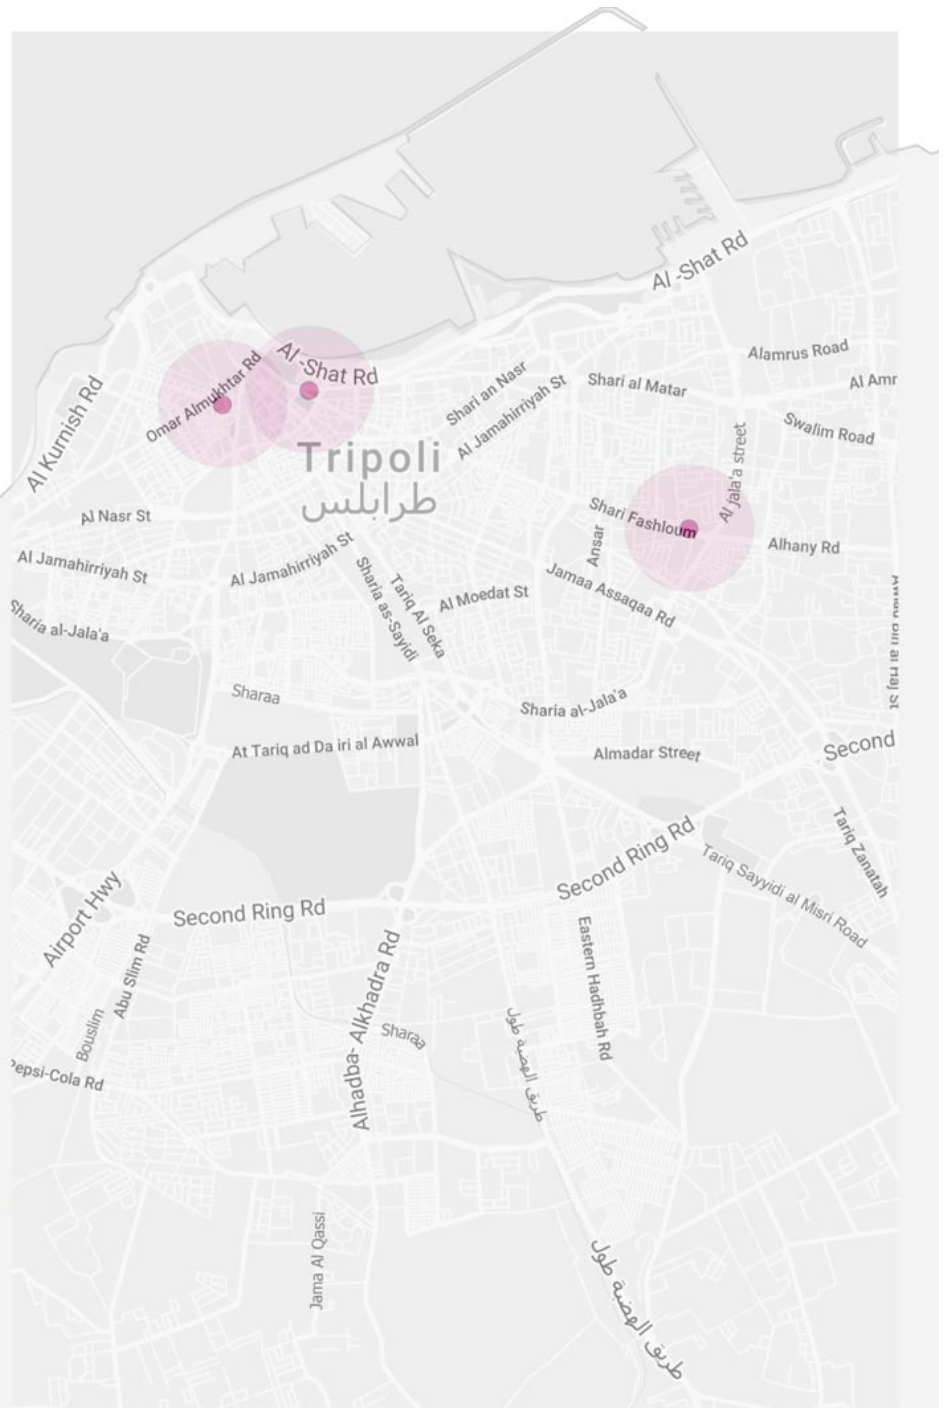 Al -Shat Rd
Alamrus Road
Al -Shat Rd
Omar Almukhtar Rd
Al Kurnish Rd
Shari an Nasr
Shari al Matar
Al Amr
Al Jamahirriyah St
Swalim Road
Tripoli
طرابلس
Al jala'a street
Al Nasr St
Shari Fashloum
Ansar
Alhany Rd
Al Jamahirriyah St
Al Jamahirriyah St
Sharia as-Sayidi
Tariq Al Seka
Al Moedat St
Jamaa Assaqaa Rd
Sharia al-Jala'a
Sharaa
Sharia al-Jala'a
At Tariq ad Da iri al Awwal
Almadar Street
Second
Second Ring Rd
Tariq Zanatah
Tariq Sayyidi al Misri Road
Airport Hwy
Second Ring Rd
Abu Slim Rd
Alhadba- Alkhadra Rd
Eastern Hadhbah Rd
Bouslim
Sharaa
طريق الهضبة طول
Pepsi-Cola Rd
Jama Al Qassi
طريق الهضبة طول